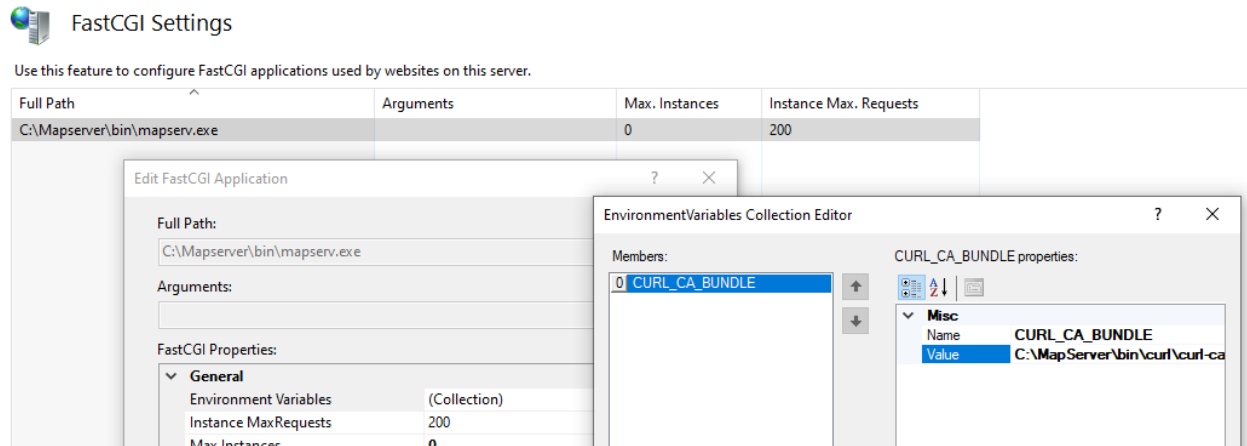 FastCGI Settings
Use this feature to configure FastCGI applications used by websites on this server.
Full Path Arguments Max. Instances Instance Max. Requests
C:\Mapserver\bin\mapserv.exe 0 200
Edit FastCGI Application ? ×
Full Path:
C:\Mapserver\bin\mapserv.exe
Arguments:
FastCGI Properties:
General
Environment Variables (Collection)
Instance MaxRequests 200
Max Instances 0
EnvironmentVariables Collection Editor ? ×
Members:
0 CURL_CA_BUNDLE
CURL_CA_BUNDLE properties:
Misc
Name CURL_CA_BUNDLE
Value C:\MapServer\bin\curl\curl-ca